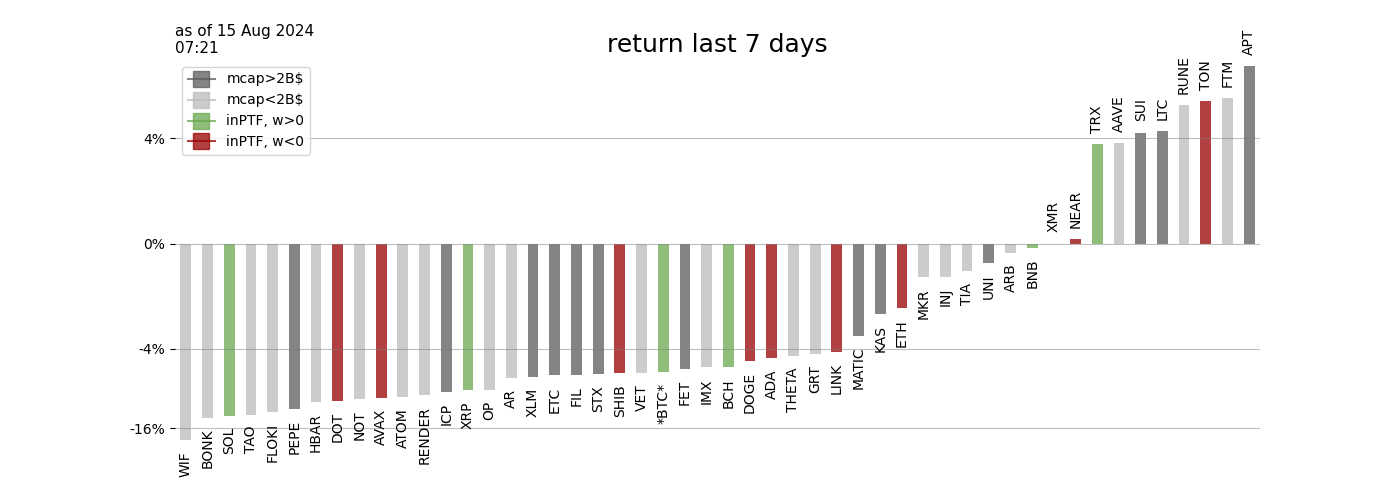 as of 15 Aug 2024
07:21
return last 7 days
mcap>2B$
mcap<2B$
inPTF, w>0
inPTF, w<0
4%
0%
-4%
-16%
WIF
BONK
SOL
TAO
FLOKI
PEPE
HBAR
DOT
NOT
AVAX
ATOM
RENDER
ICP
XRP
OP
AR
XLM
ETC
FIL
STX
SHIB
VET
*BTC*
FET
IMX
BCH
DOGE
ADA
THETA
GRT
LINK
MATIC
KAS
ETH
MKR
INJ
TIA
UNI
ARB
BNB
XMR
NEAR
TRX
AAVE
SUI
LTC
RUNE
TON
FTM
APT